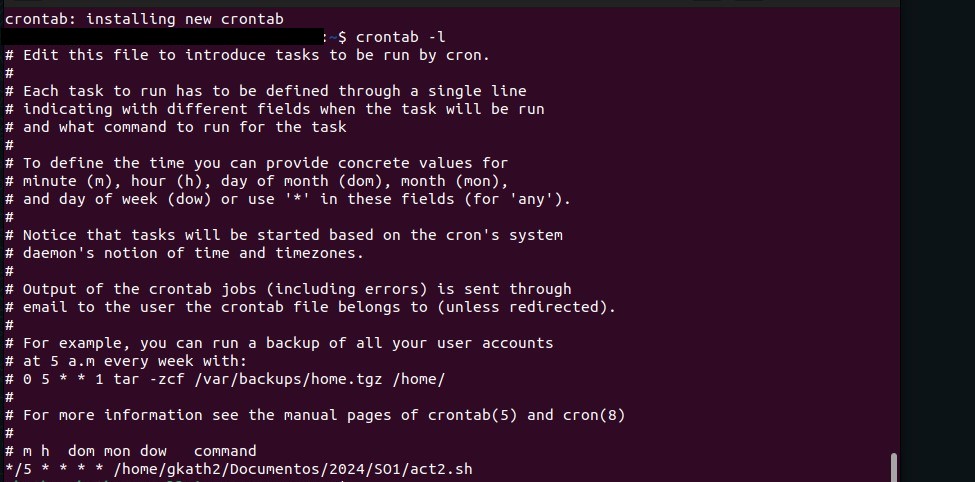 crontab: installing new crontab
:~$ crontab -l
# Edit this file to introduce tasks to be run by cron.
#
# Each task to run has to be defined through a single line
# indicating with different fields when the task will be run
# and what command to run for the task
#
# To define the time you can provide concrete values for
# minute (m), hour (h), day of month (dom), month (mon),
# and day of week (dow) or use '*' in these fields (for 'any').
#
# Notice that tasks will be started based on the cron's system
# daemon's notion of time and timezones.
#
# Output of the crontab jobs (including errors) is sent through
# email to the user the crontab file belongs to (unless redirected).
#
# For example, you can run a backup of all your user accounts
# at 5 a.m every week with:
# 0 5 * * 1 tar -zcf /var/backups/home.tgz /home/
#
# For more information see the manual pages of crontab(5) and cron(8)
#
# m h  dom mon dow   command
*/5 * * * * /home/gkath2/Documentos/2024/SO1/act2.sh